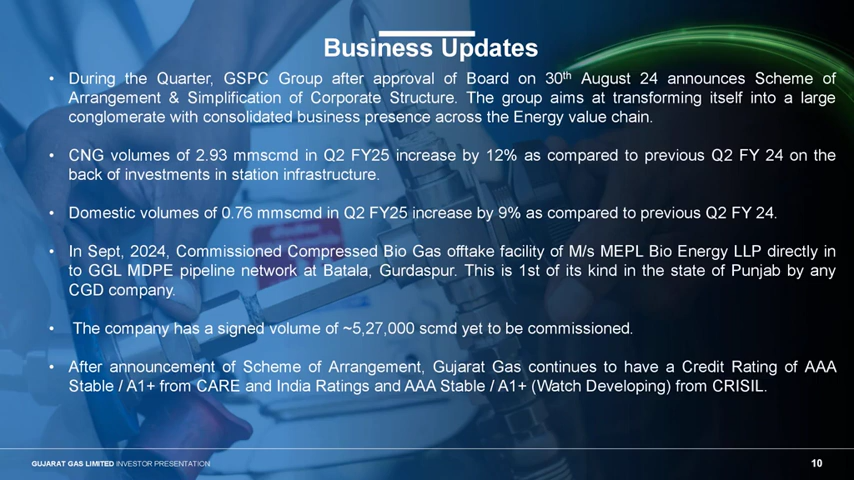 Business Updates
• During the Quarter, GSPC Group after approval of Board on 30th August 24 announces Scheme of
Arrangement & Simplification of Corporate Structure. The group aims at transforming itself into a large
conglomerate with consolidated business presence across the Energy value chain.
• CNG volumes of 2.93 mmscmd in Q2 FY25 increase by 12% as compared to previous Q2 FY 24 on the
back of investments in station infrastructure.
• Domestic volumes of 0.76 mmscmd in Q2 FY25 increase by 9% as compared to previous Q2 FY 24.
• In Sept, 2024, Commissioned Compressed Bio Gas offtake facility of M/s MEPL Bio Energy LLP directly in
to GGL MDPE pipeline network at Batala, Gurdaspur. This is 1st of its kind in the state of Punjab by any
CGD company.
• The company has a signed volume of ~5,27,000 scmd yet to be commissioned.
• After announcement of Scheme of Arrangement, Gujarat Gas continues to have a Credit Rating of AAA
Stable / A1+ from CARE and India Ratings and AAA Stable / A1+ (Watch Developing) from CRISIL.
GUJARAT GAS LIMITED INVESTOR PRESENTATION
10